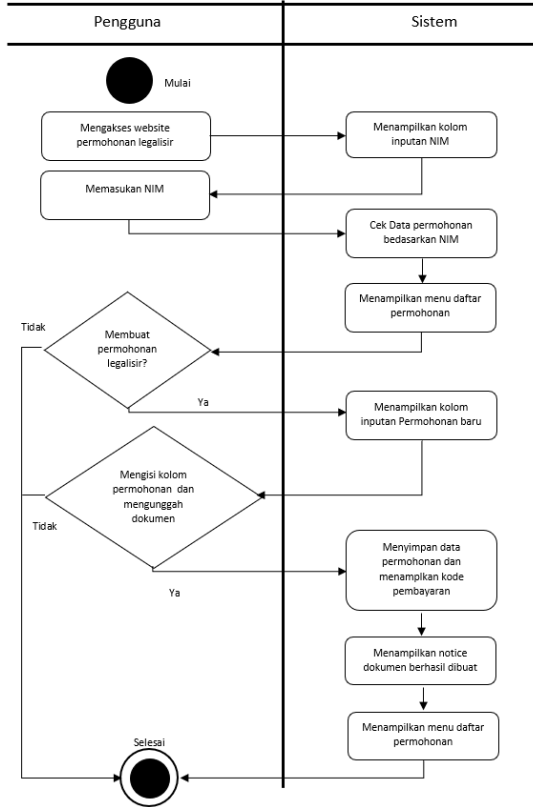 Pengguna
Sistem
Mulai
Mengakses website
permohonan legalisir
Menampilkan kolom
inputan NIM
Memasukan NIM
Cek Data permohonan
bedasarkan NIM
Menampilkan menu daftar
permohonan
Tidak
Membuat
permohonan
legalisir?
Ya
Menampilkan kolom
inputan Permohonan baru
Mengisi kolom
permohonan dan
mengunggah
dokumen
Tidak
Ya
Menyimpan data
permohonan dan
menamplkan kode
pembayaran
Menampilkan notice
dokumen berhasil dibuat
Menampilkan menu daftar
permohonan
Selesai